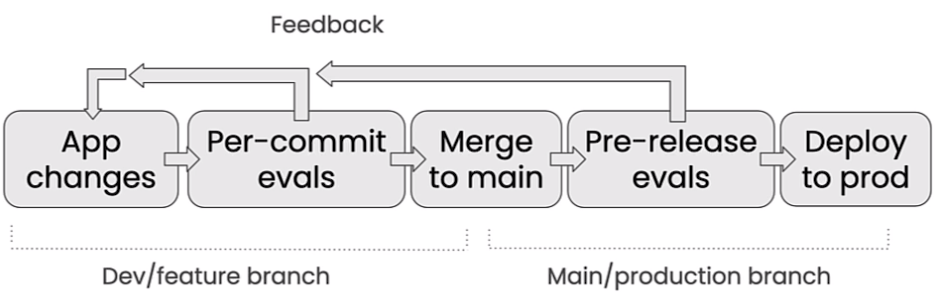 Feedback
App
changes
Per-commit
evals
Merge
to main
Pre-release
evals
Deploy
to prod
Dev/feature branch
Main/production branch